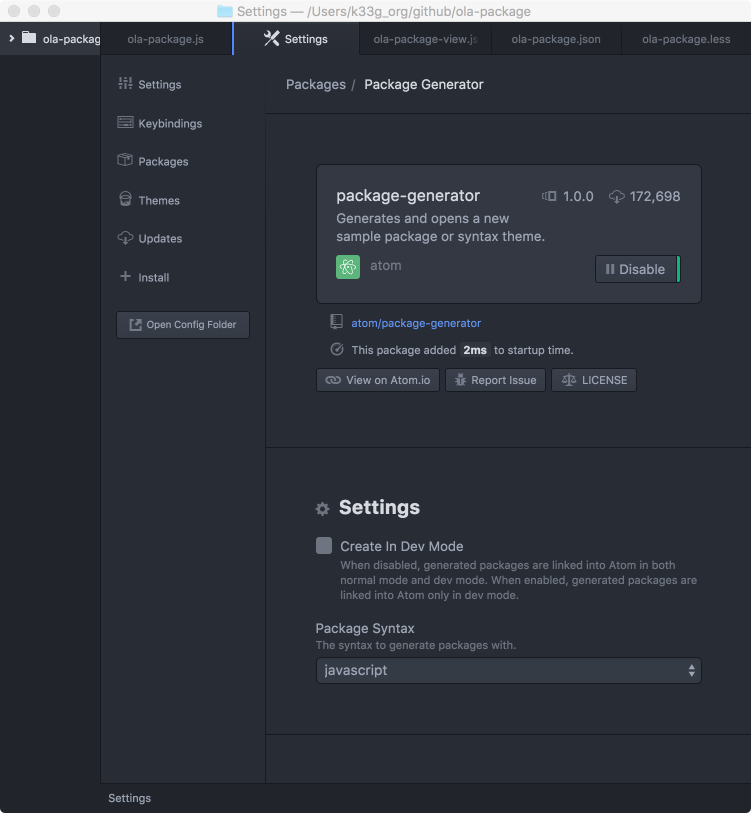 Settings — /Users/k33g_org/github/ola-package
ola-packag
ola-package.js
Settings
ola-package-view.js
ola-package.json
ola-package.less
Settings
Keybindings
Packages
Themes
Updates
Install
Open Config Folder
Packages / Package Generator
package-generator
1.0.0
172,698
Generates and opens a new
sample package or syntax theme.
atom
Disable
atom/package-generator
This package added 2ms to startup time.
View on Atom.io
Report Issue
LICENSE
Settings
Create In Dev Mode
When disabled, generated packages are linked into Atom in both
normal mode and dev mode. When enabled, generated packages are
linked into Atom only in dev mode.
Package Syntax
The syntax to generate packages with.
javascript
Settings